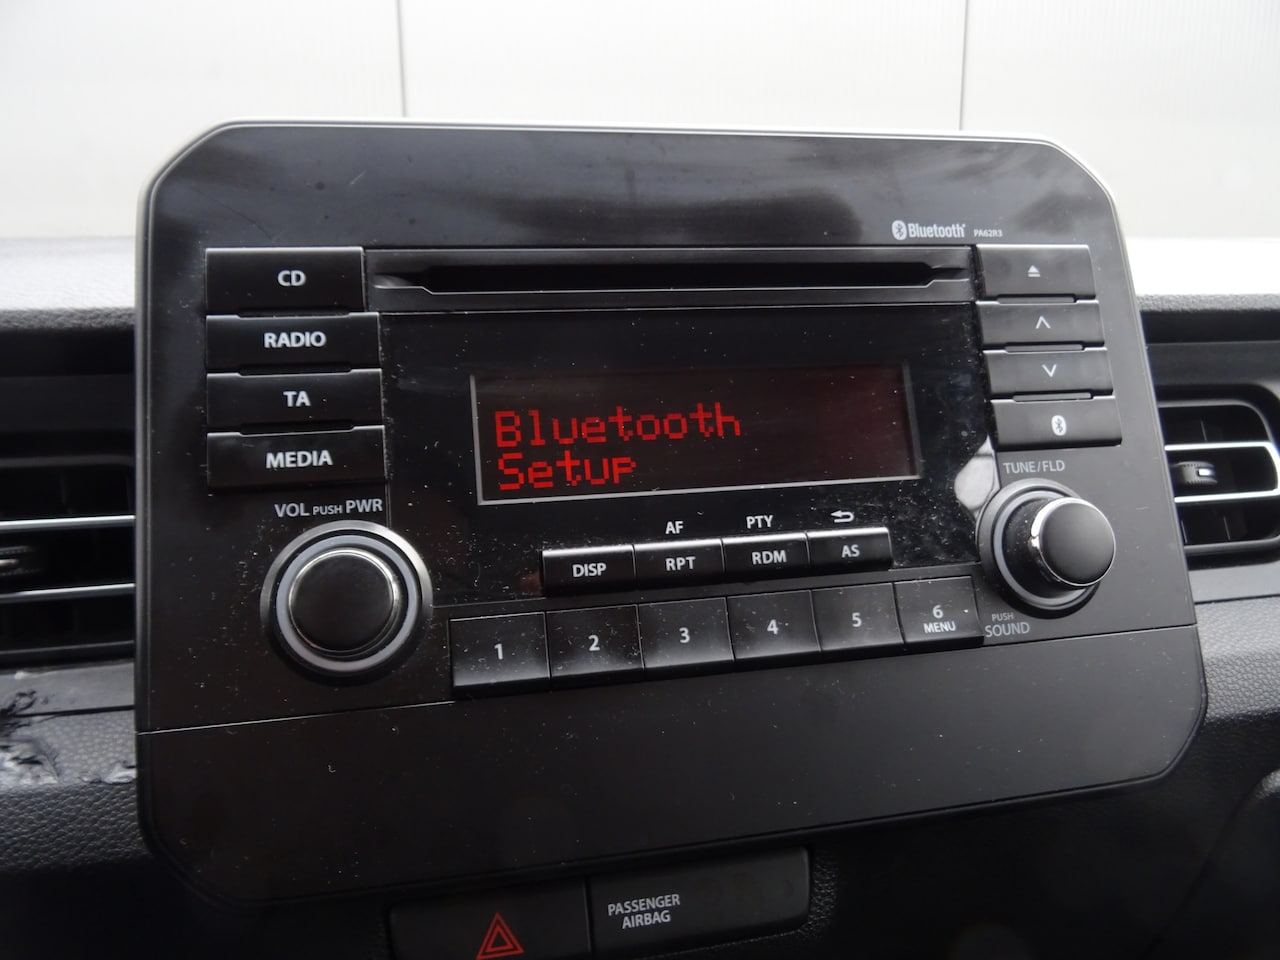 Bluetooth PA62R3
CD
RADIO
TA
MEDIA
VOL PUSH PWR
Bluetooth
Setup
TUNE/FLD
AF PTY
DISP RPT RDM AS
1 2 3 4 5 6
MENU
PUSH
SOUND
PASSENGER
AIRBAG